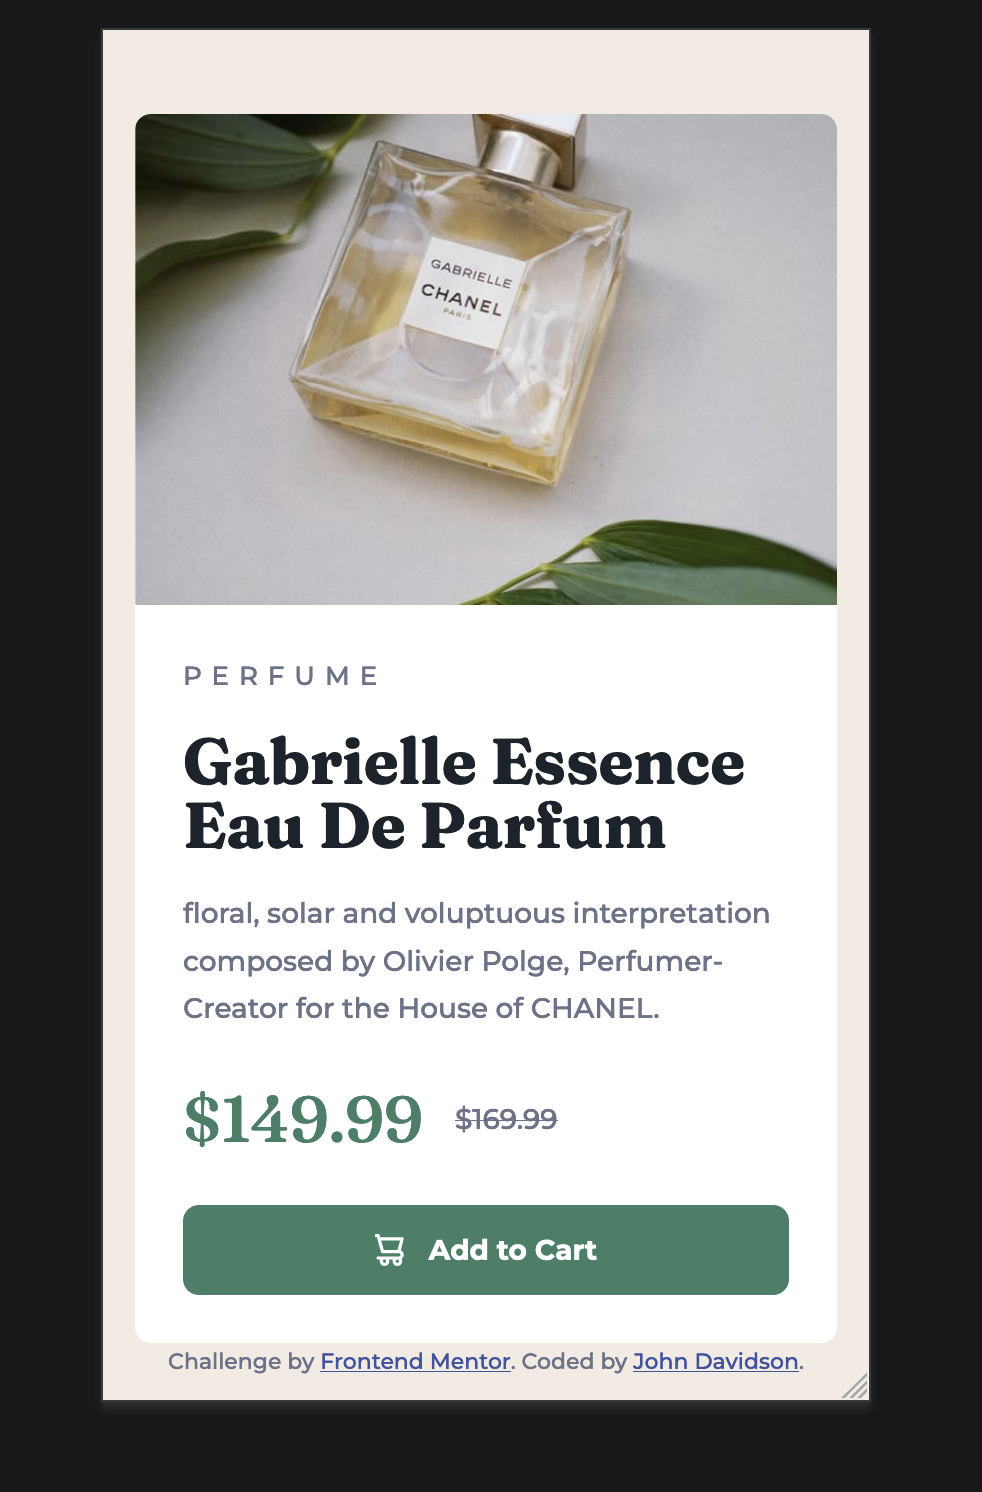 GABRIELLE
CHANEL
PARIS
PERFUME
Gabrielle Essence
Eau De Parfum
floral, solar and voluptuous interpretation
composed by Olivier Polge, Perfumer-
Creator for the House of CHANEL.
$149.99 $169.99
Add to Cart
Challenge by Frontend Mentor. Coded by John Davidson.